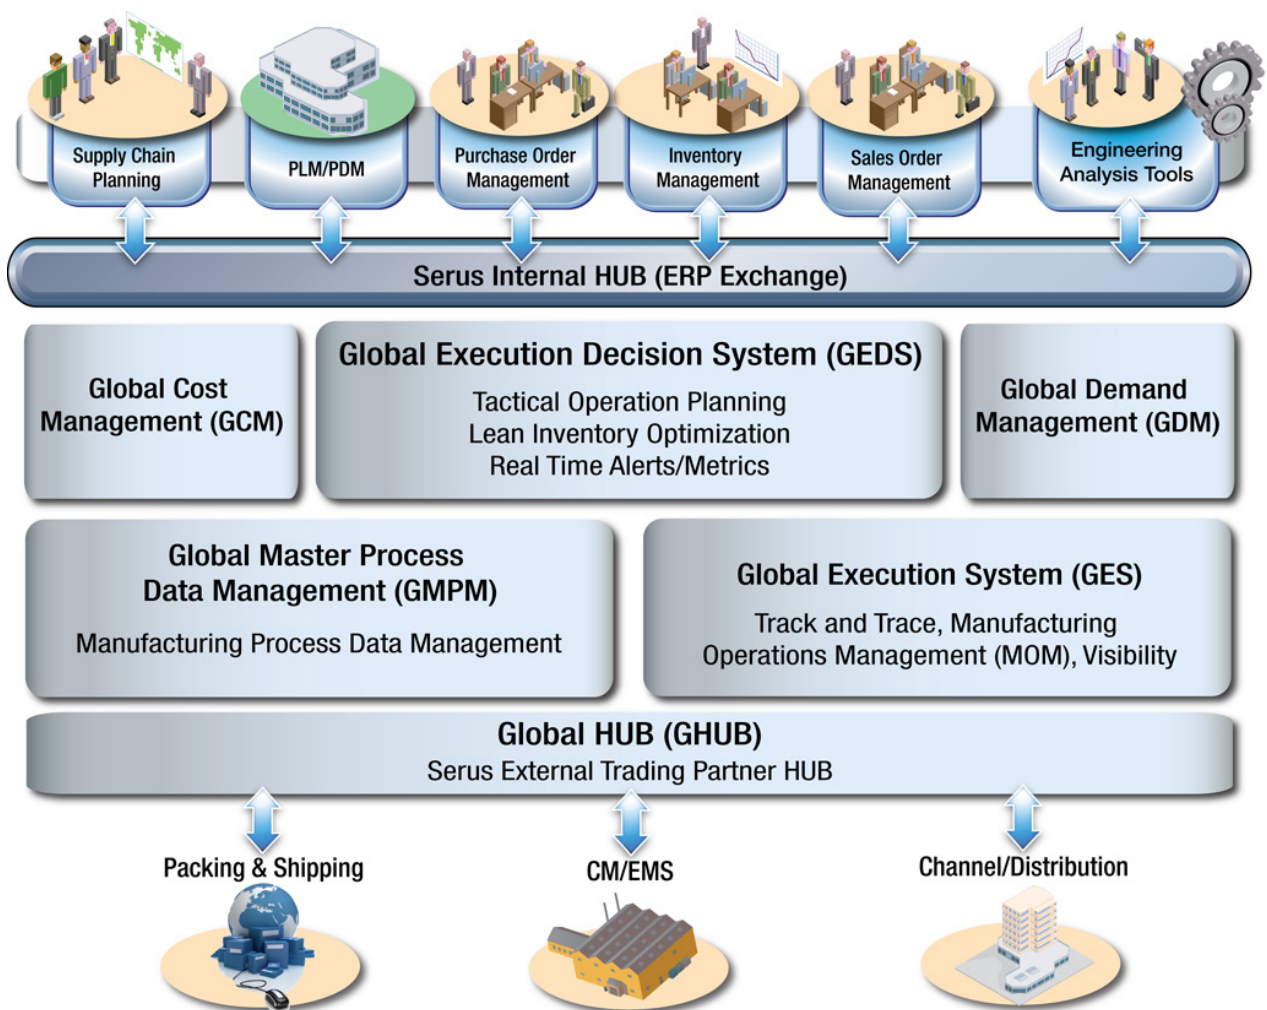 Supply Chain
Planning
PLM/PDM
Purchase Order
Management
Inventory
Management
Sales Order
Management
Engineering
Analysis Tools
Serus Internal HUB (ERP Exchange)
Global Cost
Management (GCM)
Global Execution Decision System (GEDS)
Tactical Operation Planning
Lean Inventory Optimization
Real Time Alerts/Metrics
Global Demand
Management (GDM)
Global Master Process
Data Management (GMPM)
Manufacturing Process Data Management
Global Execution System (GES)
Track and Trace, Manufacturing
Operations Management (MOM), Visibility
Global HUB (GHUB)
Serus External Trading Partner HUB
Packing & Shipping
CM/EMS
Channel/Distribution